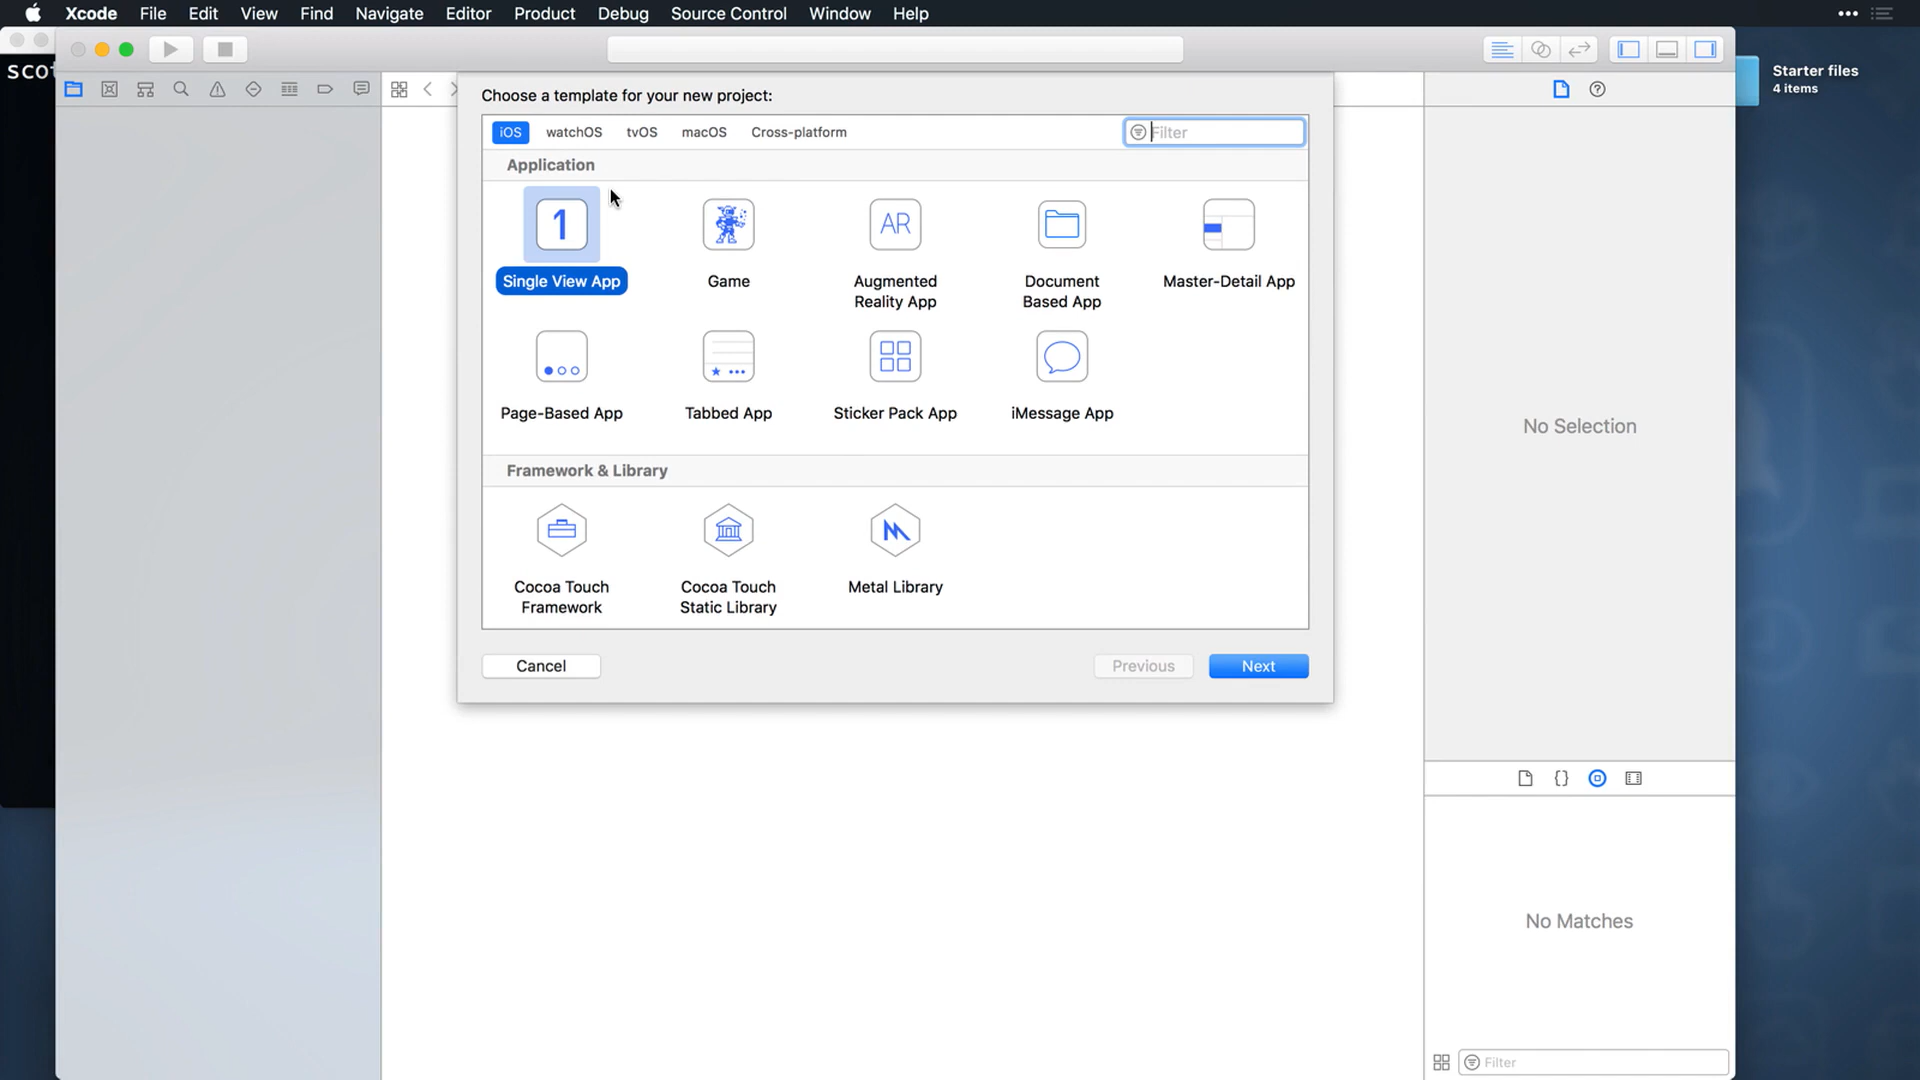 Xcode File Edit View Find Navigate Editor Product Debug Source Control Window Help
scot
Starter files
4 items
Choose a template for your new project:
iOS watchOS tvOS macOS Cross-platform
Filter
Application
1
AR
Single View App
Game
Augmented
Reality App
Document
Based App
Master-Detail App
Page-Based App
Tabbed App
Sticker Pack App
iMessage App
Framework & Library
Cocoa Touch
Framework
Cocoa Touch
Static Library
Metal Library
Cancel
Previous
Next
No Selection
{}
No Matches
Filter